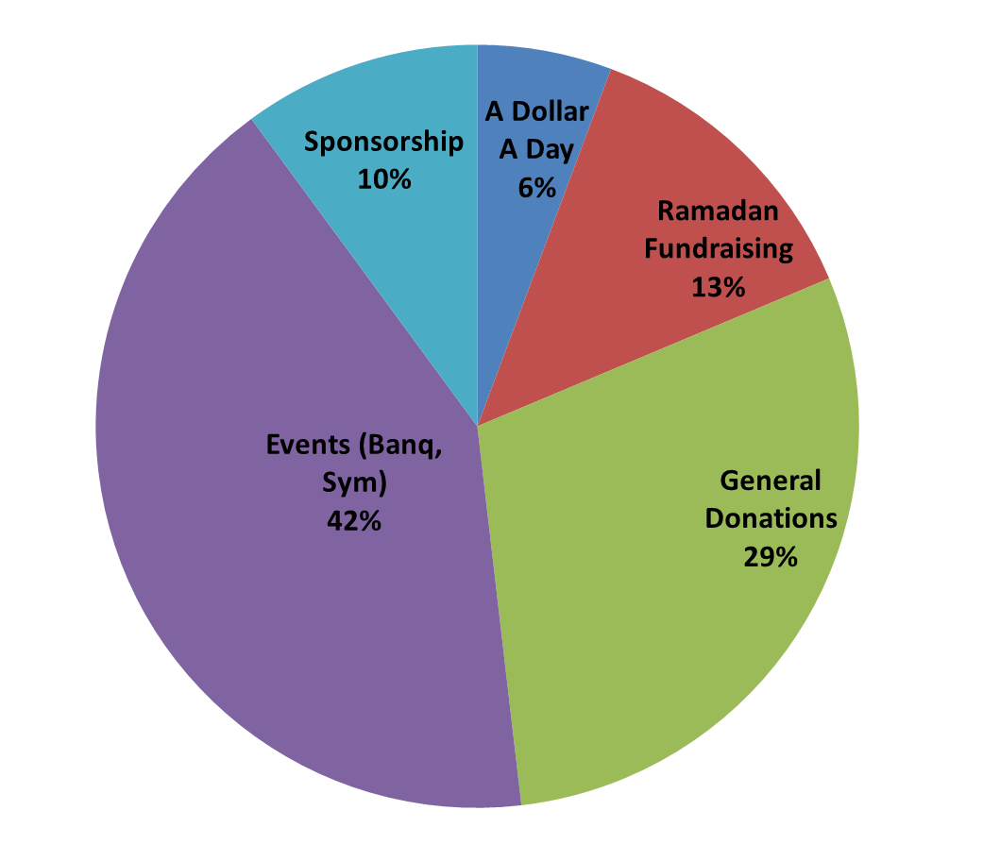 A Dollar
A Day
6%
Ramadan
Fundraising
13%
General
Donations
29%
Events (Banq,
Sym)
42%
Sponsorship
10%